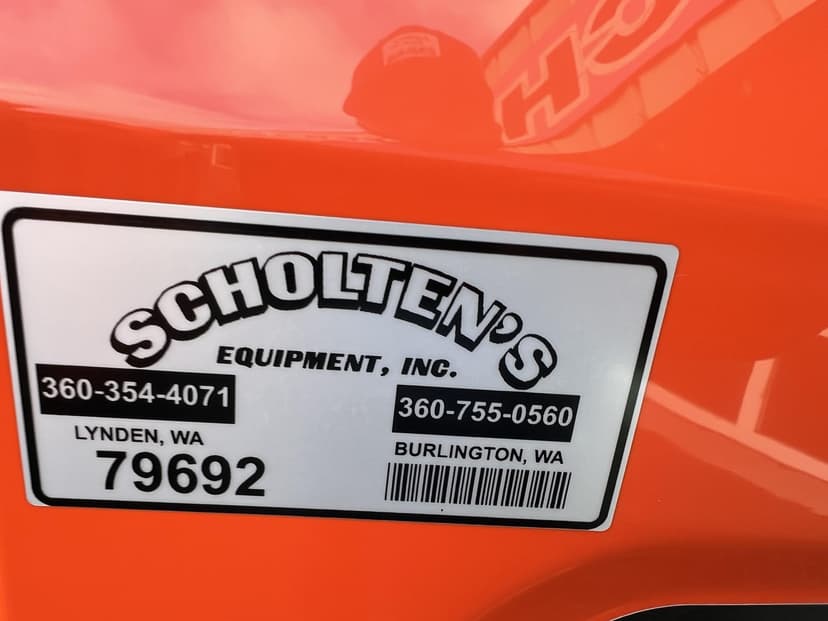 SCHOLTEN'S
EQUIPMENT, INC.
360-354-4071
360-755-0560
LYNDEN, WA
BURLINGTON, WA
79692